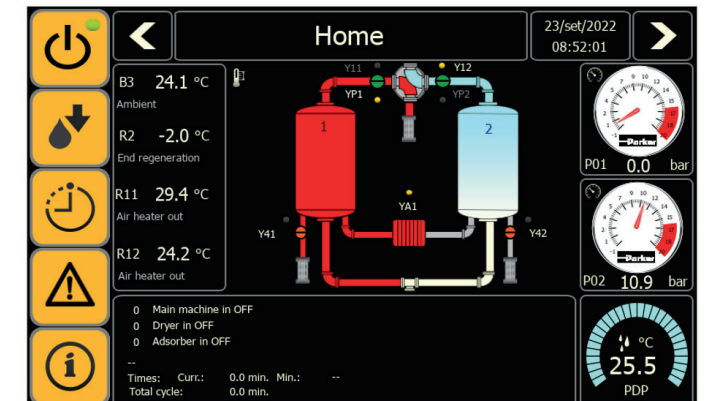 Home
23/set/2022
08:52:01
B3 24.1 °C
Ambient
R2 -2.0 °C
End regeneration
R11 29.4 °C
Air heater out
R12 24.2 °C
Air heater out
Y11
Y12
YP1
YP2
1
2
YA1
Y41
Y42
Parker
P01 0.0 bar
Parker
P02 10.9 bar
°C
25.5
PDP
0 Main machine in OFF
0 Dryer in OFF
0 Adsorber in OFF
--
Times: Curr.: 0.0 min. Min.: --
Total cycle: 0.0 min.